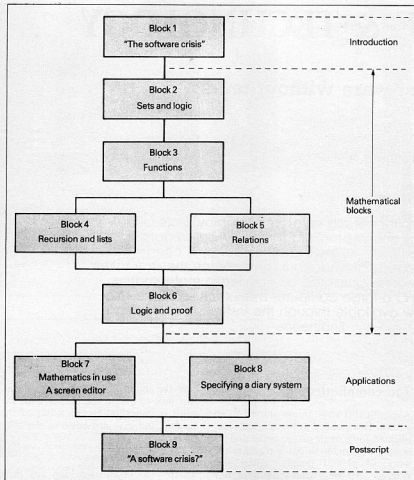 Block 1
"The software crisis"
Introduction
Block 2
Sets and logic
Block 3
Functions
Mathematical
blocks
Block 4
Recursion and lists
Block 5
Relations
Block 6
Logic and proof
Block 7
Mathematics in use
A screen editor
Block 8
Specifying a diary system
Applications
Block 9
"A software crisis?"
Postscript